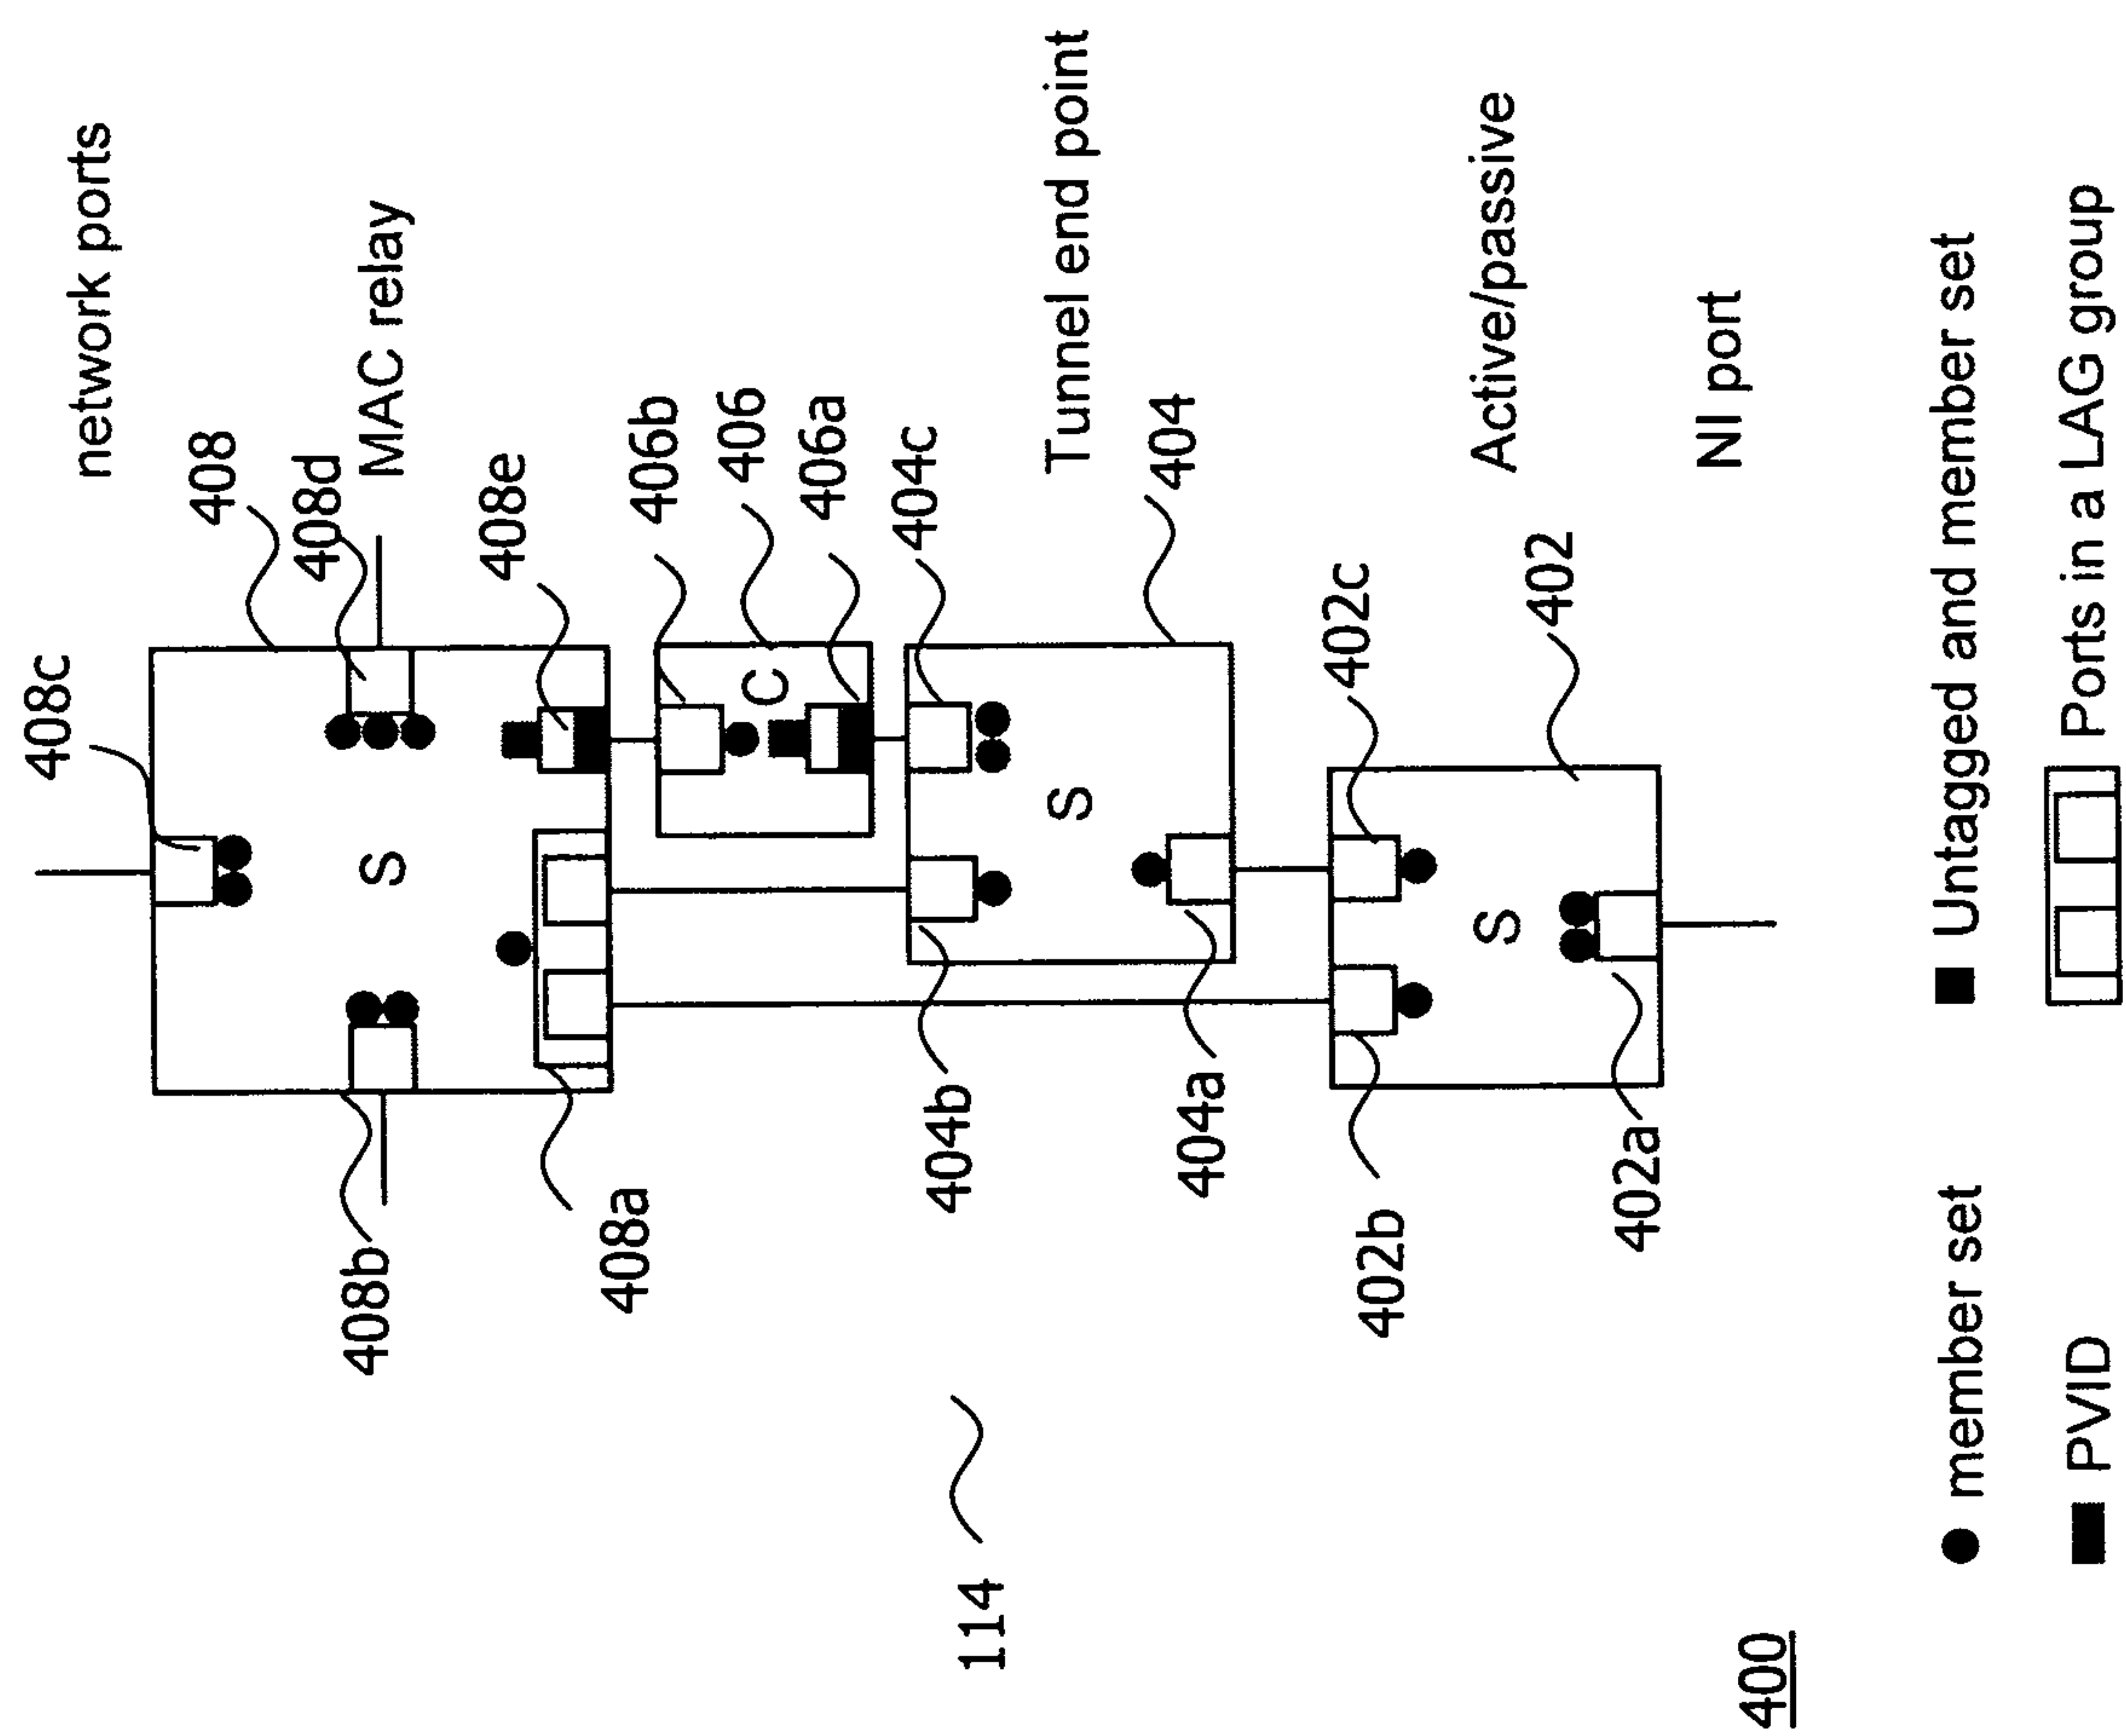 network ports
408
408d
MAC relay
408c
408e
406b
406
406a
404c
Tunnel end point
404
S
C
S
408b
408a
404b
404a
114
Active/passive
402c
402
NI port
S
402b
402a
400
member set
Untagged and member set
PVID
Ports in a LAG group